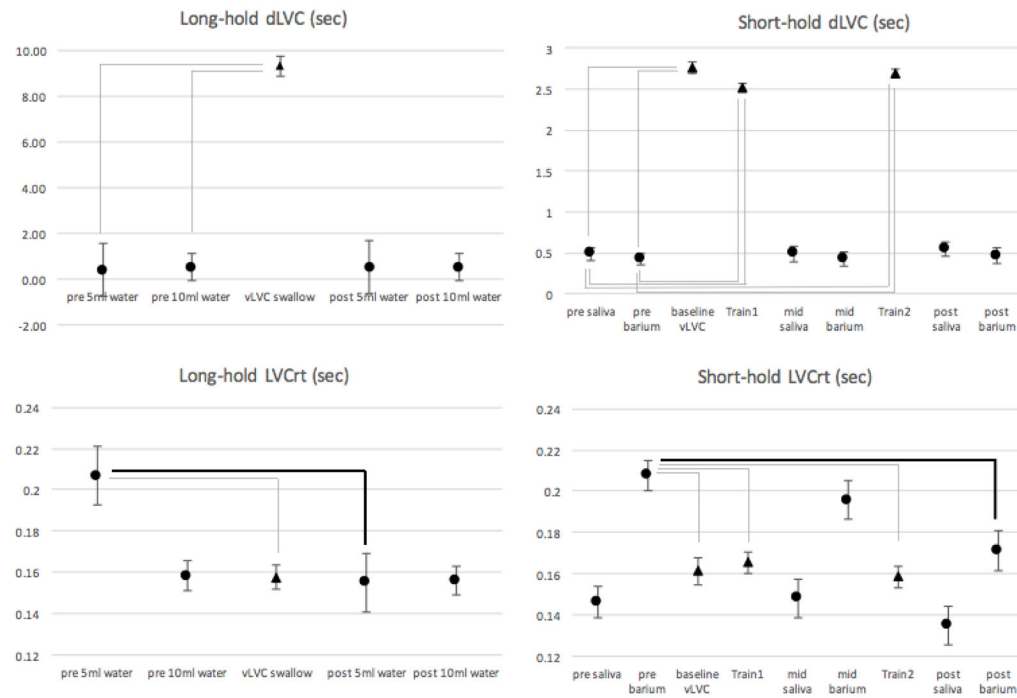 Long-hold dLVC (sec)
10.00
8.00
6.00
4.00
2.00
0.00
-2.00
pre 5ml water pre 10ml water vLVC swallow post 5ml water post 10ml water
Short-hold dLVC (sec)
3
2.5
2
1.5
1
0.5
0
pre saliva pre baseline Train1 mid mid Train2 post post
barium vLVC saliva barium saliva barium
Long-hold LVCrt (sec)
0.24
0.22
0.2
0.18
0.16
0.14
0.12
pre 5ml water pre 10ml water vLVC swallow post 5ml water post 10ml water
Short-hold LVCrt (sec)
0.24
0.22
0.2
0.18
0.16
0.14
0.12
pre saliva pre baseline Train1 mid mid Train2 post saliva post
barium vLVC saliva barium barium